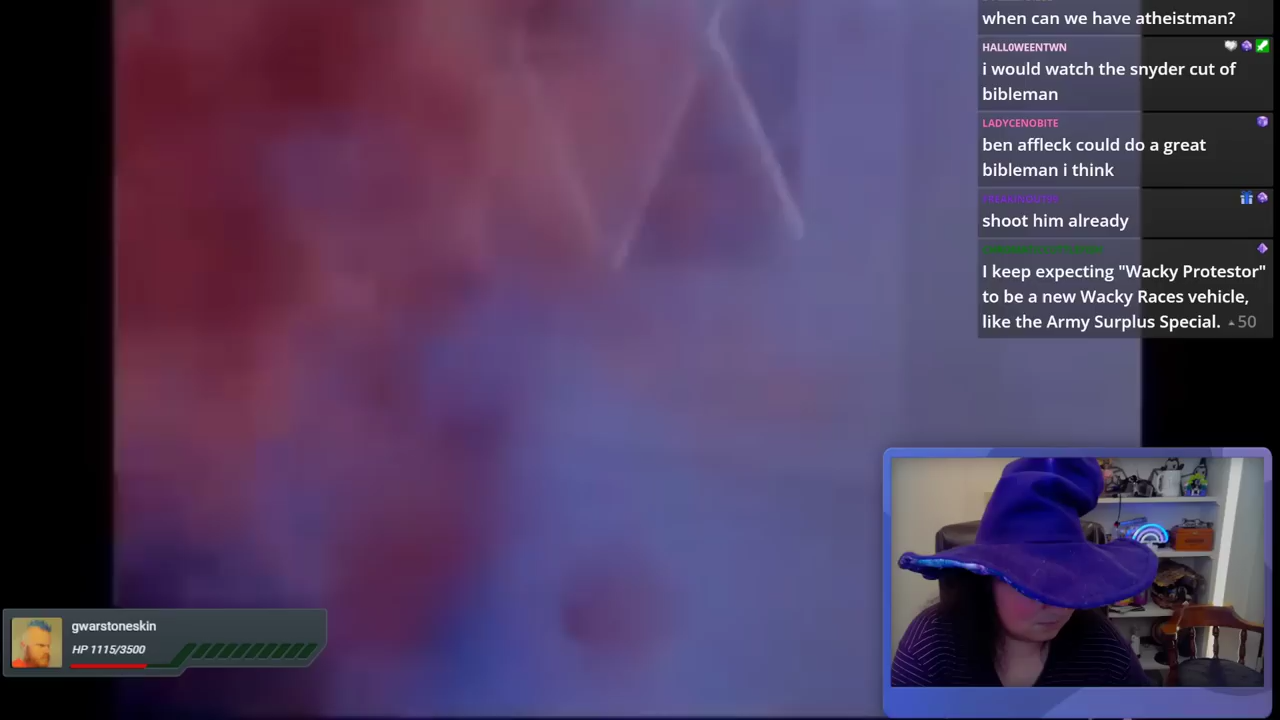 when can we have atheistman?
HALL0WEENTWN
i would watch the snyder cut of
bibleman
LADYCENOBITE
ben affleck could do a great
bibleman i think
shoot him already
I keep expecting "Wacky Protestor"
to be a new Wacky Races vehicle,
like the Army Surplus Special. 50
gwarstoneskin
HP 1115/3500